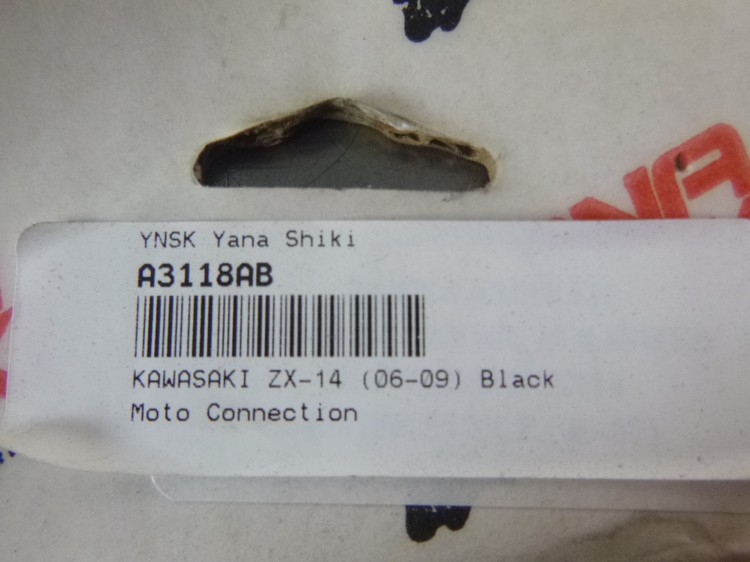 YNSK Yana Shiki
A3118AB
KAWASAKI ZX-14 (06-09) Black
Moto Connection